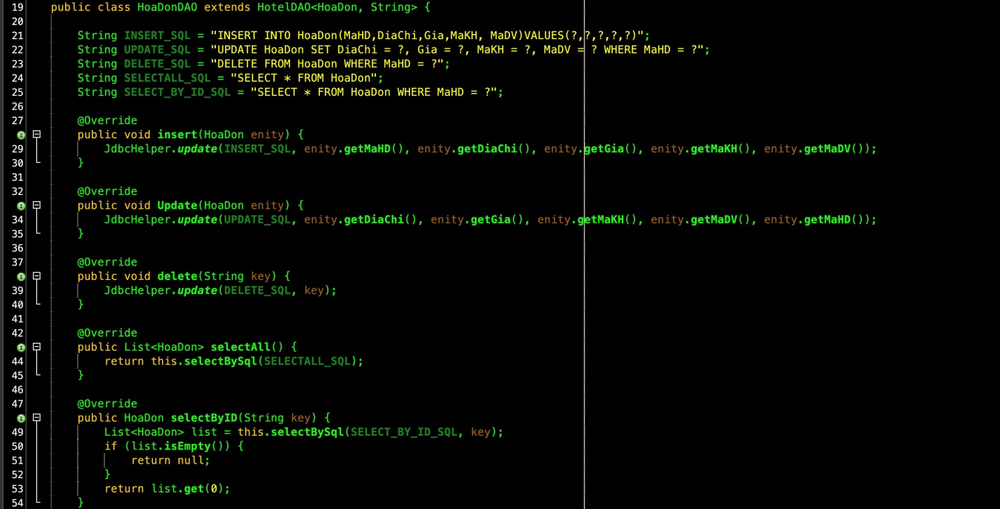 19 public class HoaDonDAO extends HotelDAO<HoaDon, String> {
20
21 String INSERT_SQL = "INSERT INTO HoaDon(MaHD,DiaChi,Gia,MaKH, MaDV)VALUES(?,?,?,?,?)";
22 String UPDATE_SQL = "UPDATE HoaDon SET DiaChi = ?, Gia = ?, MaKH = ?, MaDV = ? WHERE MaHD = ?";
23 String DELETE_SQL = "DELETE FROM HoaDon WHERE MaHD = ?";
24 String SELECTALL_SQL = "SELECT * FROM HoaDon";
25 String SELECT_BY_ID_SQL = "SELECT * FROM HoaDon WHERE MaHD = ?";
26
27 @Override
public void insert(HoaDon enity) {
29 JdbcHelper.update(INSERT_SQL, enity.getMaHD(), enity.getDiaChi(), enity.getGia(), enity.getMaKH(), enity.getMaDV());
30 }
31
32 @Override
public void Update(HoaDon enity) {
34 JdbcHelper.update(UPDATE_SQL, enity.getDiaChi(), enity.getGia(), enity.getMaKH(), enity.getMaDV(), enity.getMaHD());
35 }
36
37 @Override
public void delete(String key) {
39 JdbcHelper.update(DELETE_SQL, key);
40 }
41
42 @Override
public List<HoaDon> selectAll() {
44 return this.selectBySql(SELECTALL_SQL);
45 }
46
47 @Override
public HoaDon selectByID(String key) {
49 List<HoaDon> list = this.selectBySql(SELECT_BY_ID_SQL, key);
50 if (list.isEmpty()) {
51 return null;
52 }
53 return list.get(0);
54 }